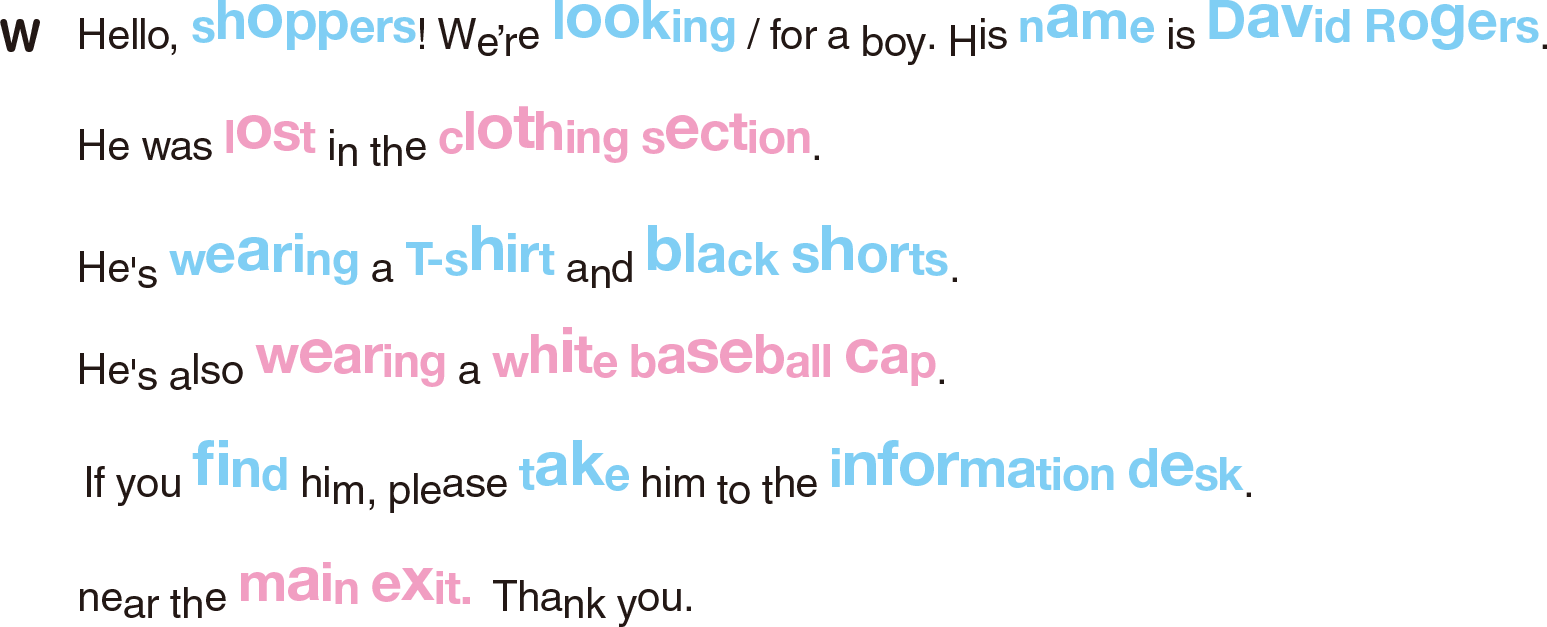 W Hello, shoppers! We're looking / for a boy. His name is David Rogers.
He was lost in the clothing section.
He's wearing a T-shirt and black shorts.
He's also wearing a white baseball cap.
If you find him, please take him to the information desk.
near the main exit. Thank you.